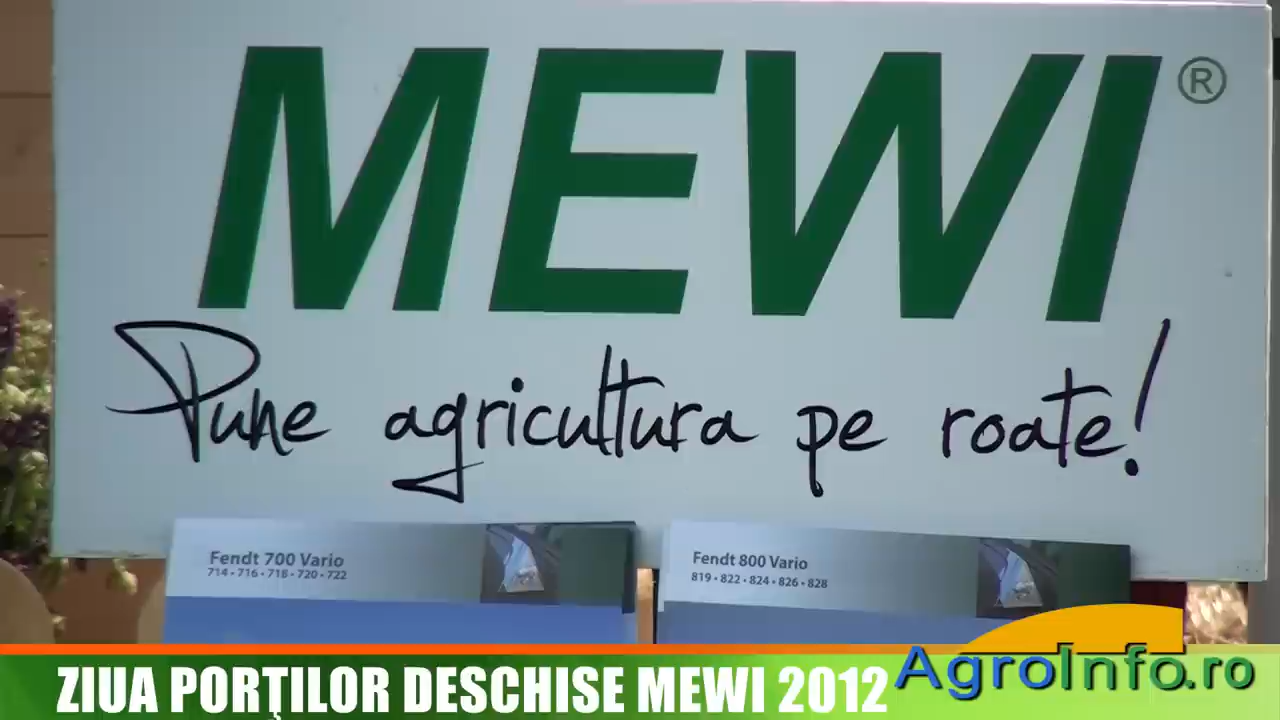 MEWI®
Pune agricultura pe roate!
Fendt 700 Vario
714 • 716 • 718 • 720 • 722
Fendt 800 Vario
819 • 822 • 824 • 826 • 828
ZIUA PORŢILOR DESCHISE MEWI 2012
AgroInfo.ro